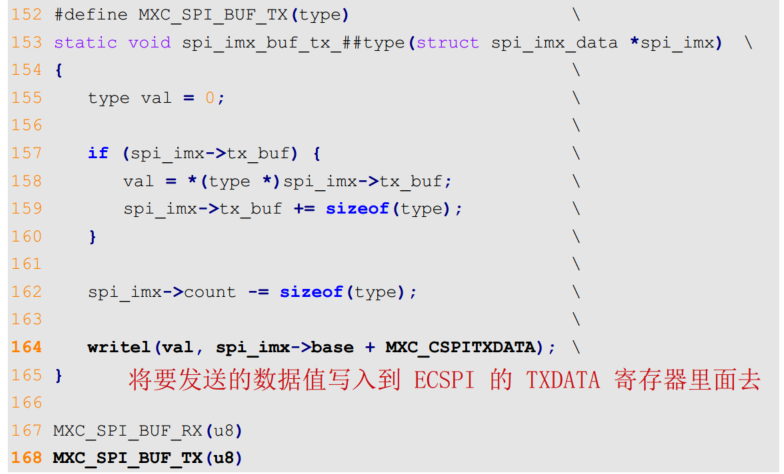 152 #define MXC_SPI_BUF_TX(type) \
153 static void spi_imx_buf_tx_##type(struct spi_imx_data *spi_imx) \
154 { \
155 type val = 0; \
156 \
157 if (spi_imx->tx_buf) { \
158 val = *(type *)spi_imx->tx_buf; \
159 spi_imx->tx_buf += sizeof(type); \
160 } \
161 \
162 spi_imx->count -= sizeof(type); \
163 \
164 writel(val, spi_imx->base + MXC_CSPITXDATA); \
165 } 将要发送的数据值写入到 ECSPI 的 TXDATA 寄存器里面去
166
167 MXC_SPI_BUF_RX(u8)
168 MXC_SPI_BUF_TX(u8)